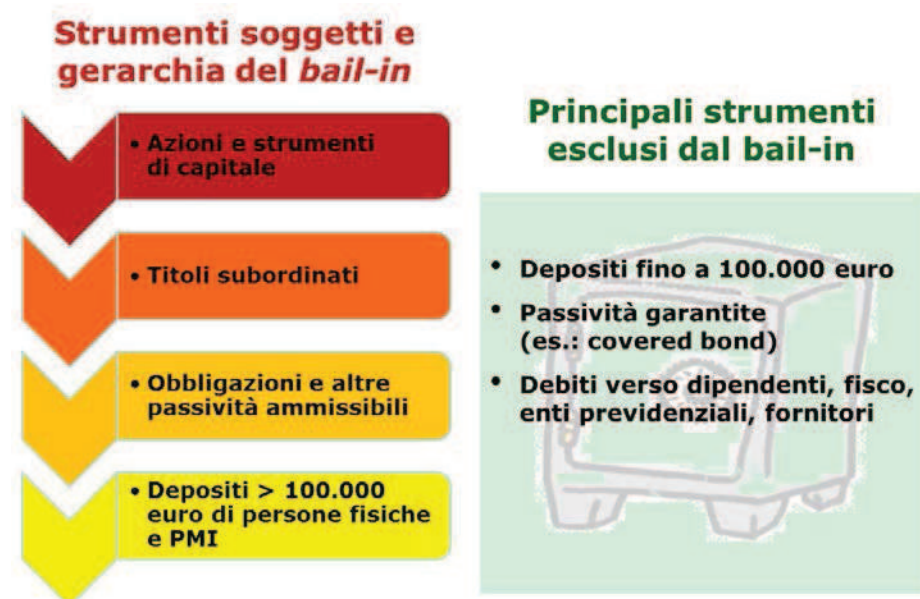 Strumenti soggetti e
gerarchia del bail-in
• Azioni e strumenti
di capitale
• Titoli subordinati
• Obbligazioni e altre
passività ammissibili
• Depositi > 100.000
euro di persone fisiche
e PMI
Principali strumenti
esclusi dal bail-in
• Depositi fino a 100.000 euro
• Passività garantite
(es.: covered bond)
• Debiti verso dipendenti, fisco,
enti previdenziali, fornitori